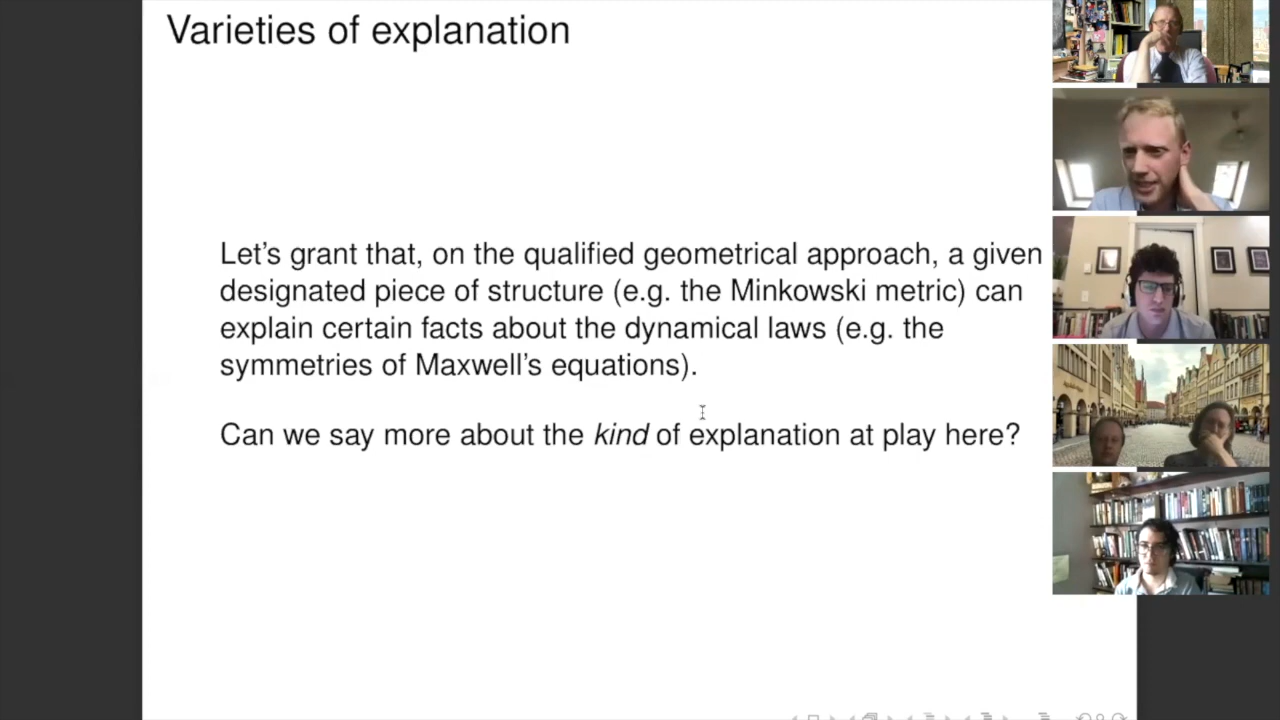 Varieties of explanation
Let's grant that, on the qualified geometrical approach, a given
designated piece of structure (e.g. the Minkowski metric) can
explain certain facts about the dynamical laws (e.g. the
symmetries of Maxwell's equations).
Can we say more about the kind of explanation at play here?